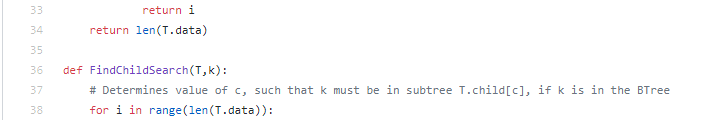 33 return i
34 return len(T.data)
35
36 def FindChildSearch(T,k):
37 # Determines value of c, such that k must be in subtree T.child[c], if k is in the BTree
38 for i in range(len(T.data)):